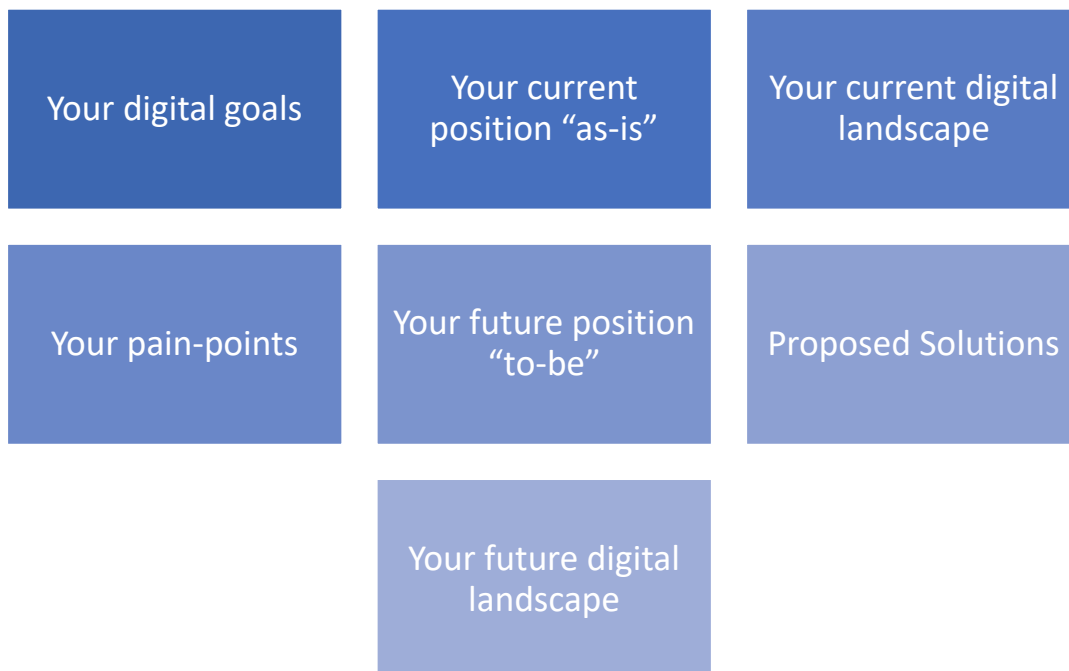 Your digital goals
Your current
position “as-is”
Your current digital
landscape
Your pain-points
Your future position
“to-be”
Proposed Solutions
Your future digital
landscape